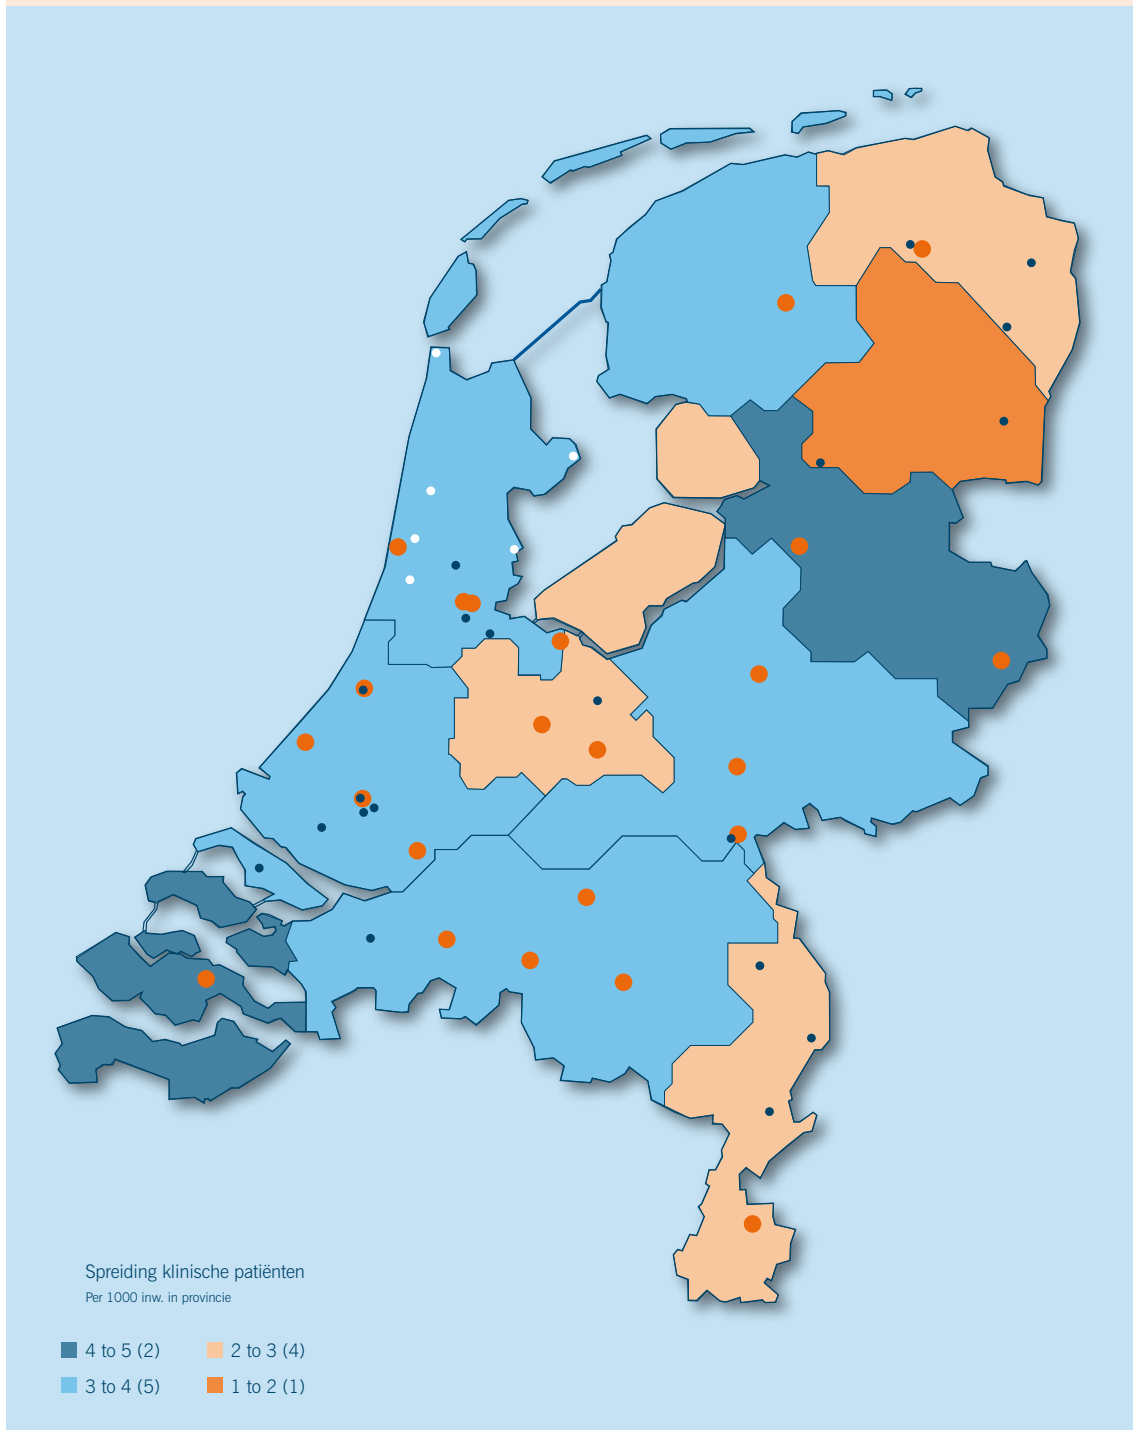 Spreiding klinische patiënten
Per 1000 inw. in provincie
4 to 5 (2)
2 to 3 (4)
3 to 4 (5)
1 to 2 (1)